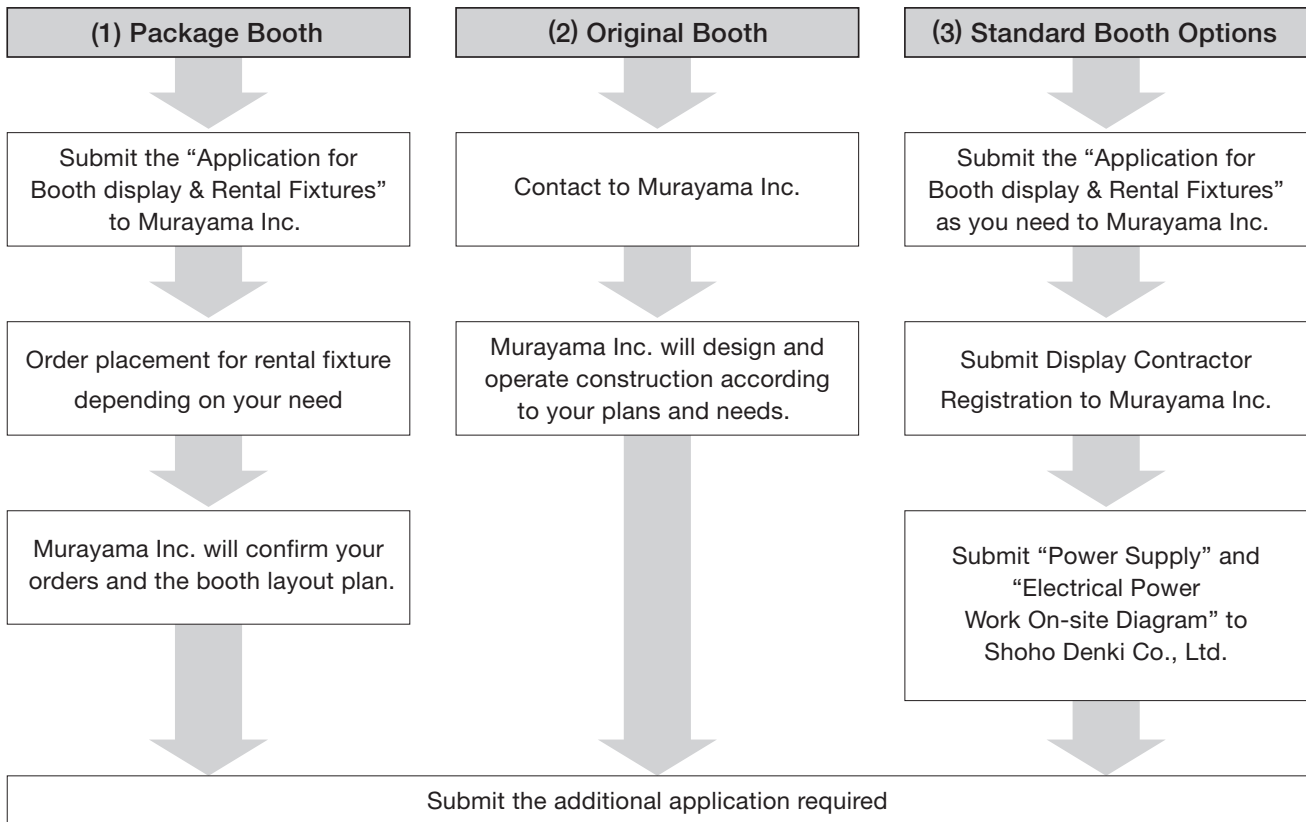 (1) Package Booth
Submit the “Application for
Booth display & Rental Fixtures”
to Murayama Inc.
Order placement for rental fixture
depending on your need
Murayama Inc. will confirm your
orders and the booth layout plan.
(2) Original Booth
Contact to Murayama Inc.
Murayama Inc. will design and
operate construction according
to your plans and needs.
(3) Standard Booth Options
Submit the “Application for
Booth display & Rental Fixtures”
as you need to Murayama Inc.
Submit Display Contractor
Registration to Murayama Inc.
Submit “Power Supply” and
“Electrical Power
Work On-site Diagram” to
Shoho Denki Co., Ltd.
Submit the additional application required